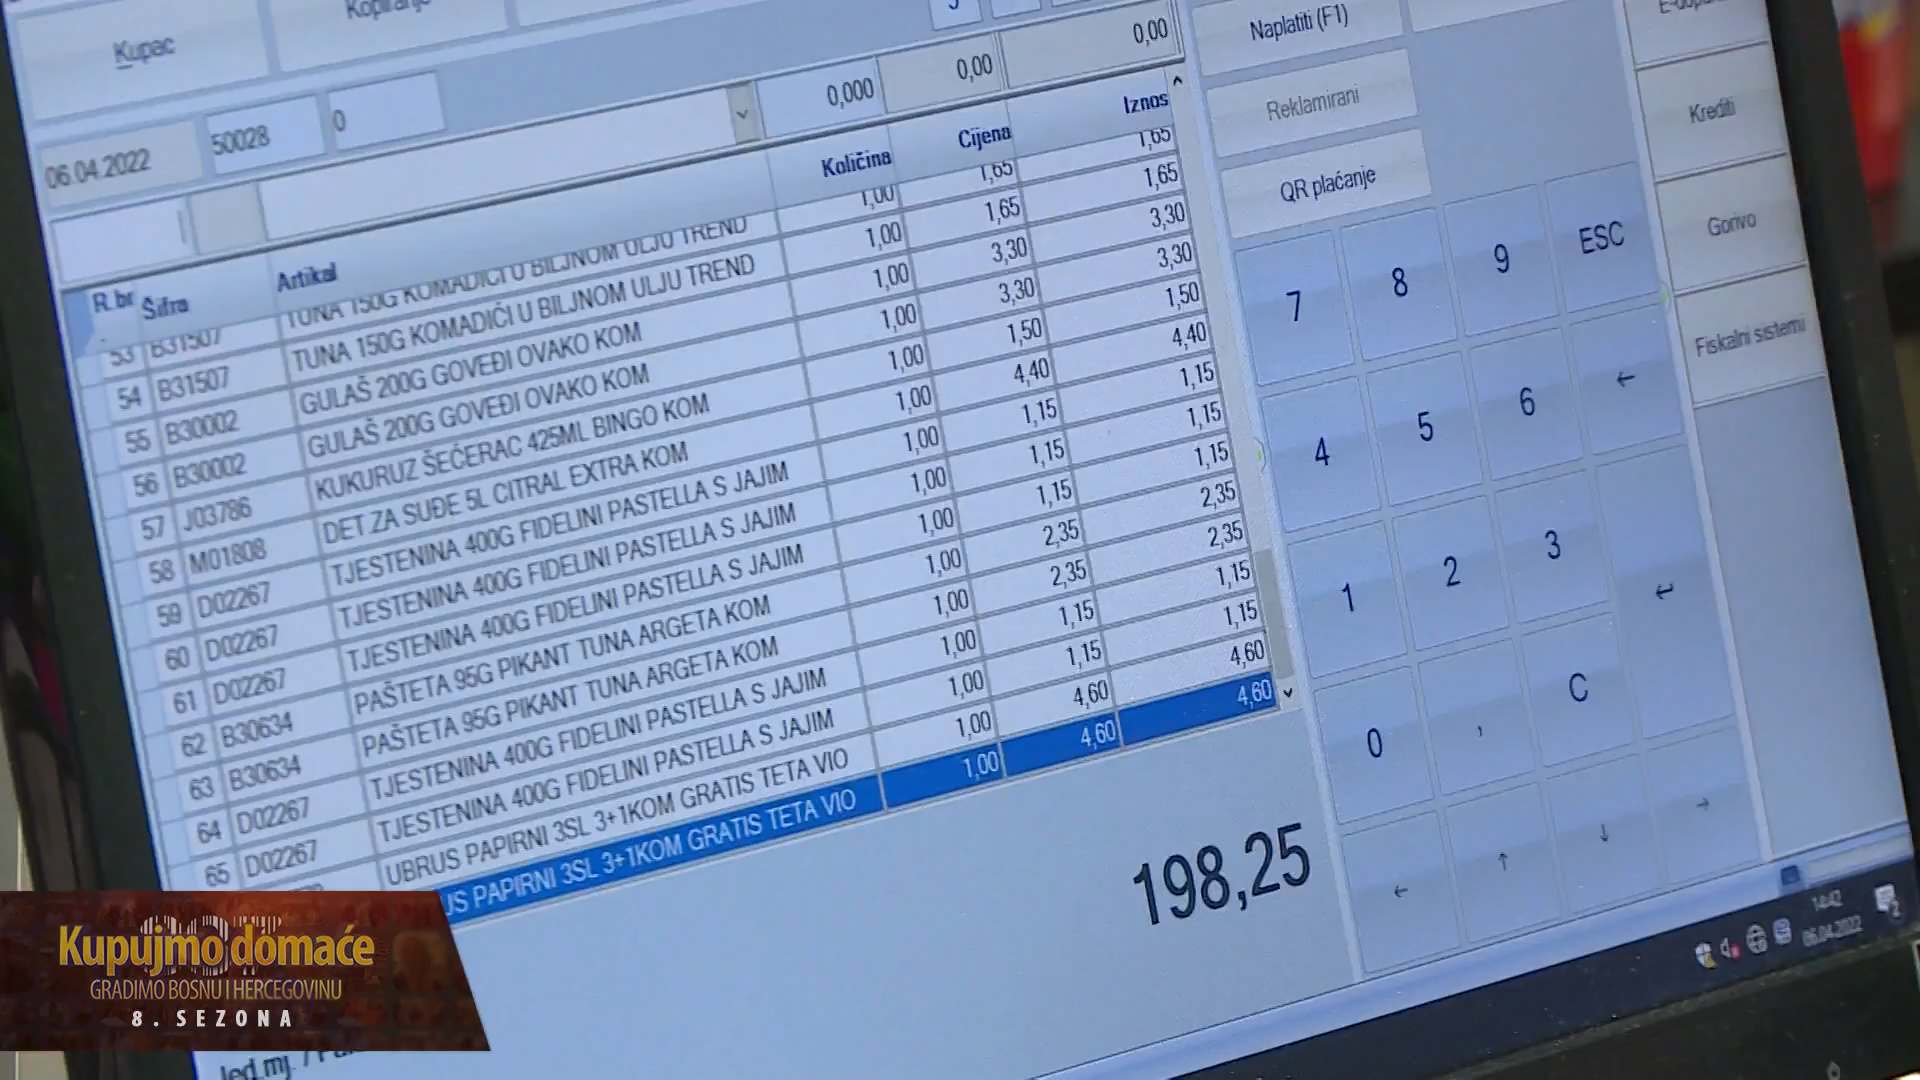 Kupac
Kopiranje
Naplatiti (F1)
06.04.2022 50028 0 0,000 0,00 0,00
Reklamirani
QR plaćanje
Krediti
Gorivo
Fiskalni sistemi
R.br Šifra Artikal Količina Cijena Iznos
53 B31507 TUNA 150G KOMADIĆI U BILJNOM ULJU TREND 1,00 1,65 1,65
54 B31507 TUNA 150G KOMADIĆI U BILJNOM ULJU TREND 1,00 1,65 1,65
55 B30002 GULAŠ 200G GOVEĐI OVAKO KOM 1,00 3,30 3,30
56 B30002 GULAŠ 200G GOVEĐI OVAKO KOM 1,00 3,30 3,30
57 J03786 KUKURUZ ŠEĆERAC 425ML BINGO KOM 1,00 1,50 1,50
58 M01808 DET ZA SUĐE 5L CITRAL EXTRA KOM 1,00 4,40 4,40
59 D02267 TJESTENINA 400G FIDELINI PASTELLA S JAJIM 1,00 1,15 1,15
60 D02267 TJESTENINA 400G FIDELINI PASTELLA S JAJIM 1,00 1,15 1,15
61 D02267 TJESTENINA 400G FIDELINI PASTELLA S JAJIM 1,00 1,15 1,15
62 B30634 PAŠTETA 95G PIKANT TUNA ARGETA KOM 1,00 2,35 2,35
63 B30634 PAŠTETA 95G PIKANT TUNA ARGETA KOM 1,00 2,35 2,35
64 D02267 TJESTENINA 400G FIDELINI PASTELLA S JAJIM 1,00 1,15 1,15
65 D02267 TJESTENINA 400G FIDELINI PASTELLA S JAJIM 1,00 1,15 1,15
UBRUS PAPIRNI 3SL 3+1KOM GRATIS TETA VIO 1,00 4,60 4,60
US PAPIRNI 3SL 3+1KOM GRATIS TETA VIO 1,00 4,60 4,60
198,25
7 8 9 ESC
4 5 6 ←
1 2 3 ↵
0 , C
← ↑ ↓ →
14:42
06.04.2022
Jed.mj. /
Kupujmo domaće
GRADIMO BOSNU I HERCEGOVINU
8. SEZONA